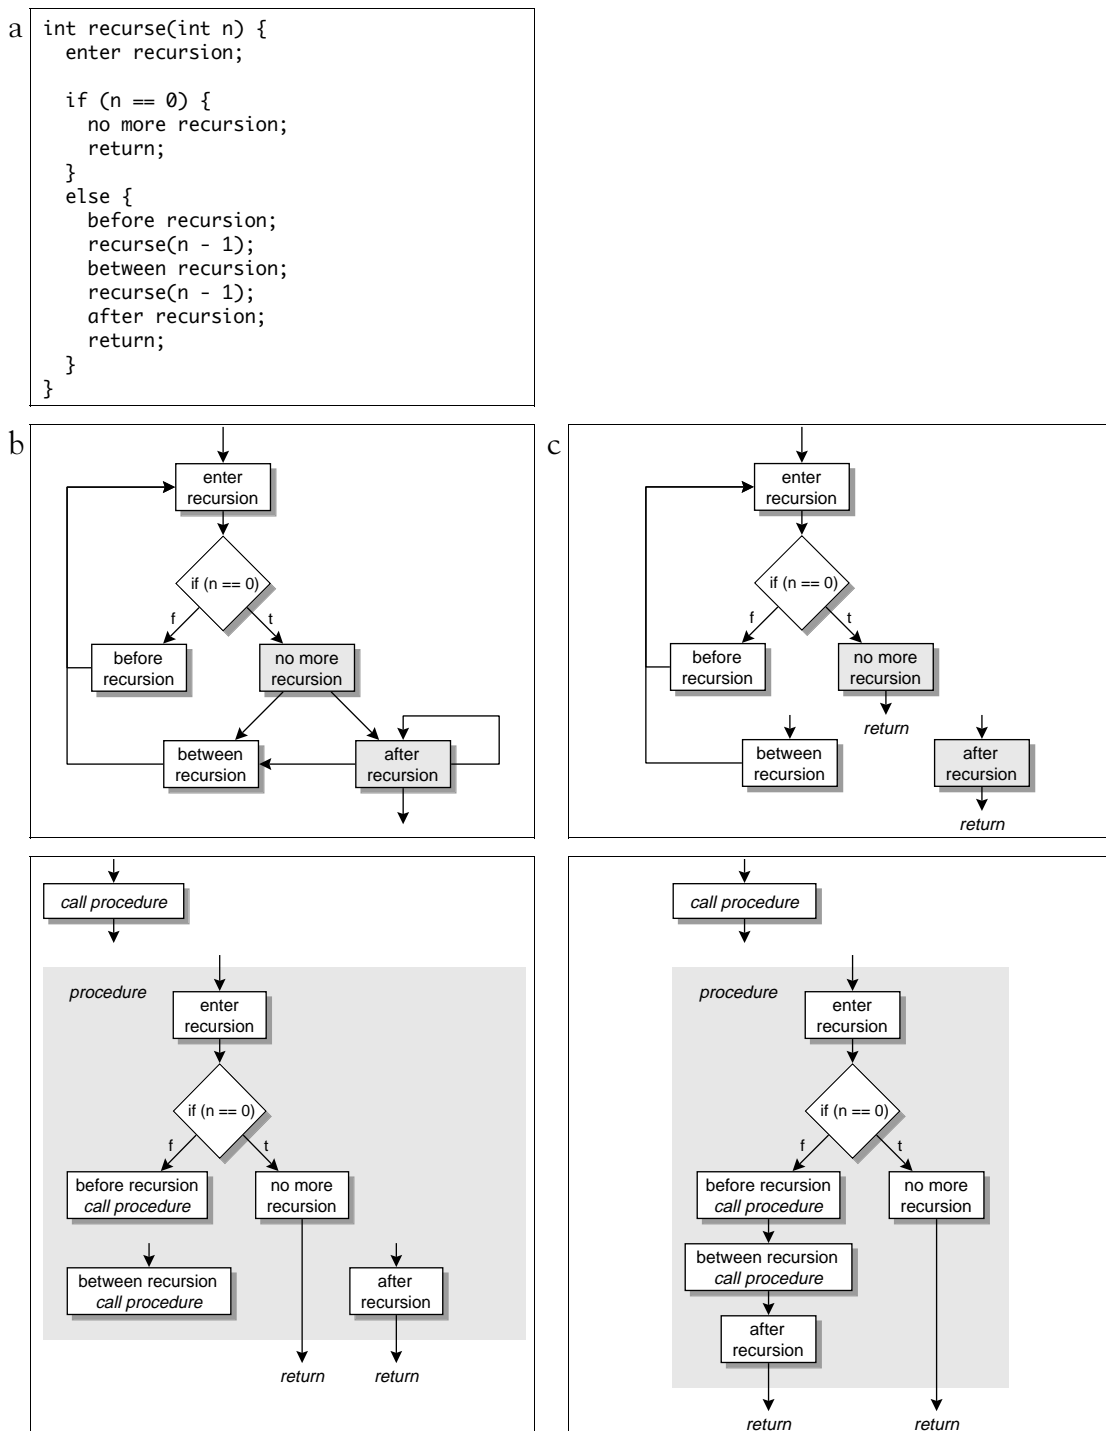 a
int recurse(int n) {
  enter recursion;
  if (n == 0) {
    no more recursion;
    return;
  }
  else {
    before recursion;
    recurse(n - 1);
    between recursion;
    recurse(n - 1);
    after recursion;
    return;
  }
}
b
enter
recursion
if (n == 0)
f
t
before
recursion
no more
recursion
between
recursion
after
recursion
c
enter
recursion
if (n == 0)
f
t
before
recursion
no more
recursion
return
between
recursion
after
recursion
return
call procedure
procedure
enter
recursion
if (n == 0)
f
t
before recursion
call procedure
no more
recursion
between recursion
call procedure
after
recursion
return
return
call procedure
procedure
enter
recursion
if (n == 0)
f
t
before recursion
call procedure
no more
recursion
between recursion
call procedure
after
recursion
return
return